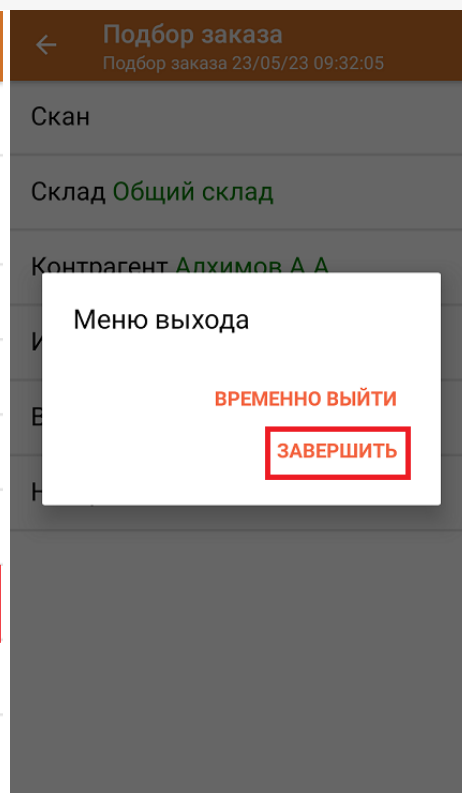 Подбор заказа
Подбор заказа 23/05/23 09:32:05
Скан
Склад Общий склад
Контрагент Алхимов А А
Меню выхода
ВРЕМЕННО ВЫЙТИ
ЗАВЕРШИТЬ